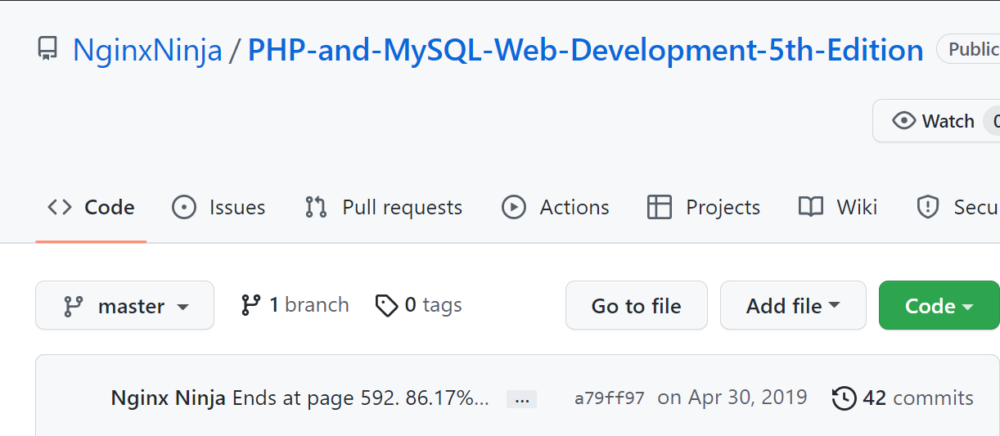 NginxNinja / PHP-and-MySQL-Web-Development-5th-Edition Public
Watch 0
Code Issues Pull requests Actions Projects Wiki Secu
master 1 branch 0 tags Go to file Add file Code
Nginx Ninja Ends at page 592. 86.17%... ... a79ff97 on Apr 30, 2019 42 commits